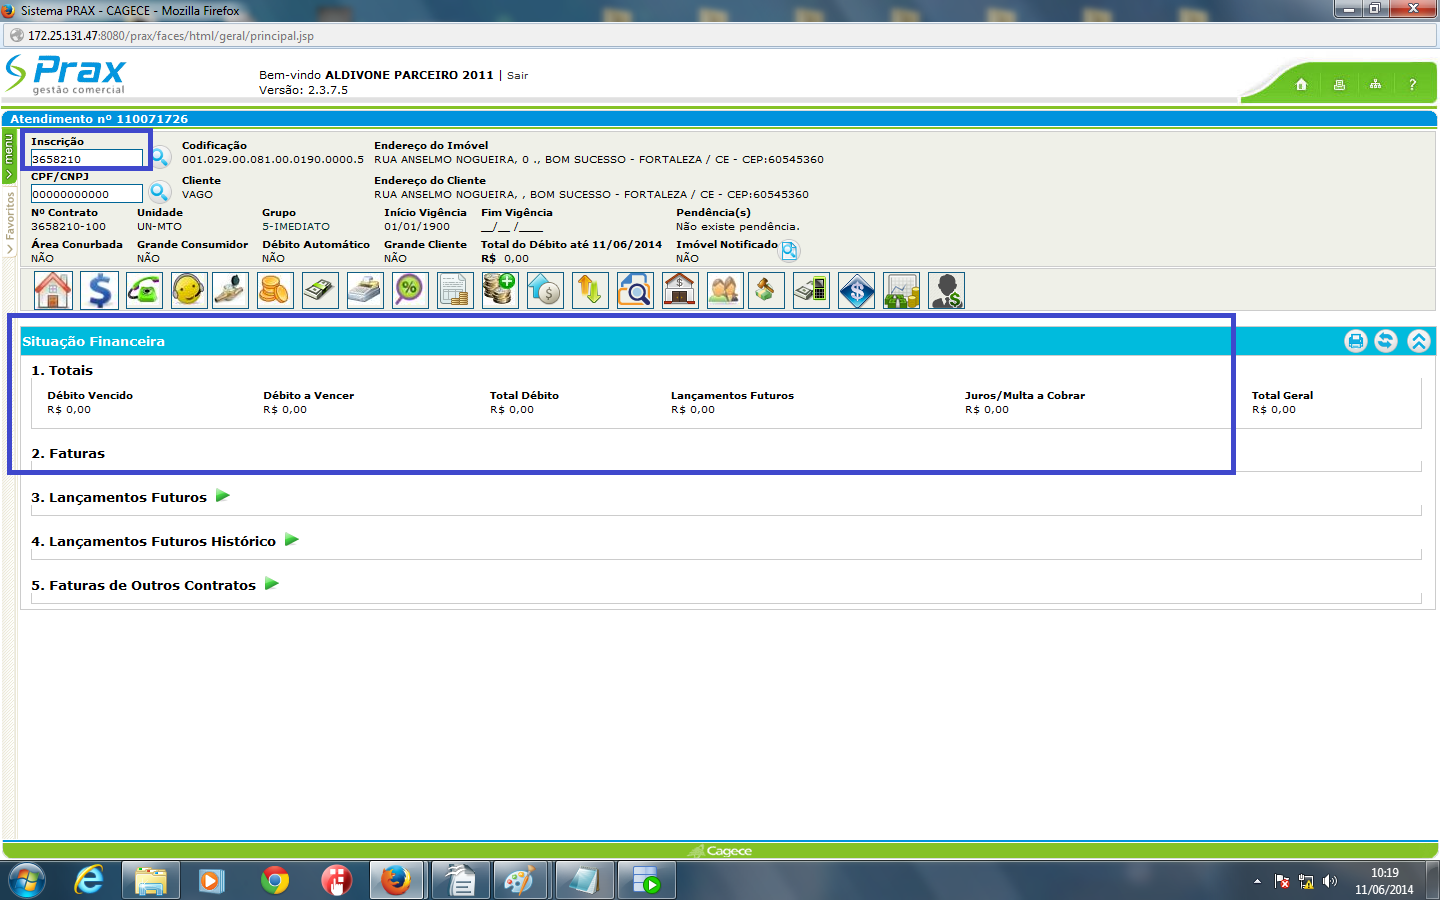 Sistema PRAX - CAGECE - Mozilla Firefox
172.25.131.47:8080/prax/faces/html/geral/principal.jsp
Prax
gestão comercial
Bem-vindo ALDIVONE PARCEIRO 2011 | Sair
Versão: 2.3.7.5
?
Atendimento nº 110071726
menu
Favoritos
Inscrição
3658210
Codificação
001.029.00.081.00.0190.0000.5
Endereço do Imóvel
RUA ANSELMO NOGUEIRA, 0 ., BOM SUCESSO - FORTALEZA / CE - CEP:60545360
CPF/CNPJ
00000000000
Cliente
VAGO
Endereço do Cliente
RUA ANSELMO NOGUEIRA, , BOM SUCESSO - FORTALEZA / CE - CEP:60545360
Nº Contrato Unidade Grupo Início Vigência Fim Vigência Pendência(s)
3658210-100 UN-MTO 5-IMEDIATO 01/01/1900 __/__ /____ Não existe pendência.
Área Conurbada Grande Consumidor Débito Automático Grande Cliente Total do Débito até 11/06/2014 Imóvel Notificado
NÃO NÃO NÃO NÃO R$ 0,00 NÃO
Situação Financeira
1. Totais
Débito Vencido Débito a Vencer Total Débito Lançamentos Futuros Juros/Multa a Cobrar Total Geral
R$ 0,00 R$ 0,00 R$ 0,00 R$ 0,00 R$ 0,00 R$ 0,00
2. Faturas
3. Lançamentos Futuros
4. Lançamentos Futuros Histórico
5. Faturas de Outros Contratos
Cagece
10:19
11/06/2014